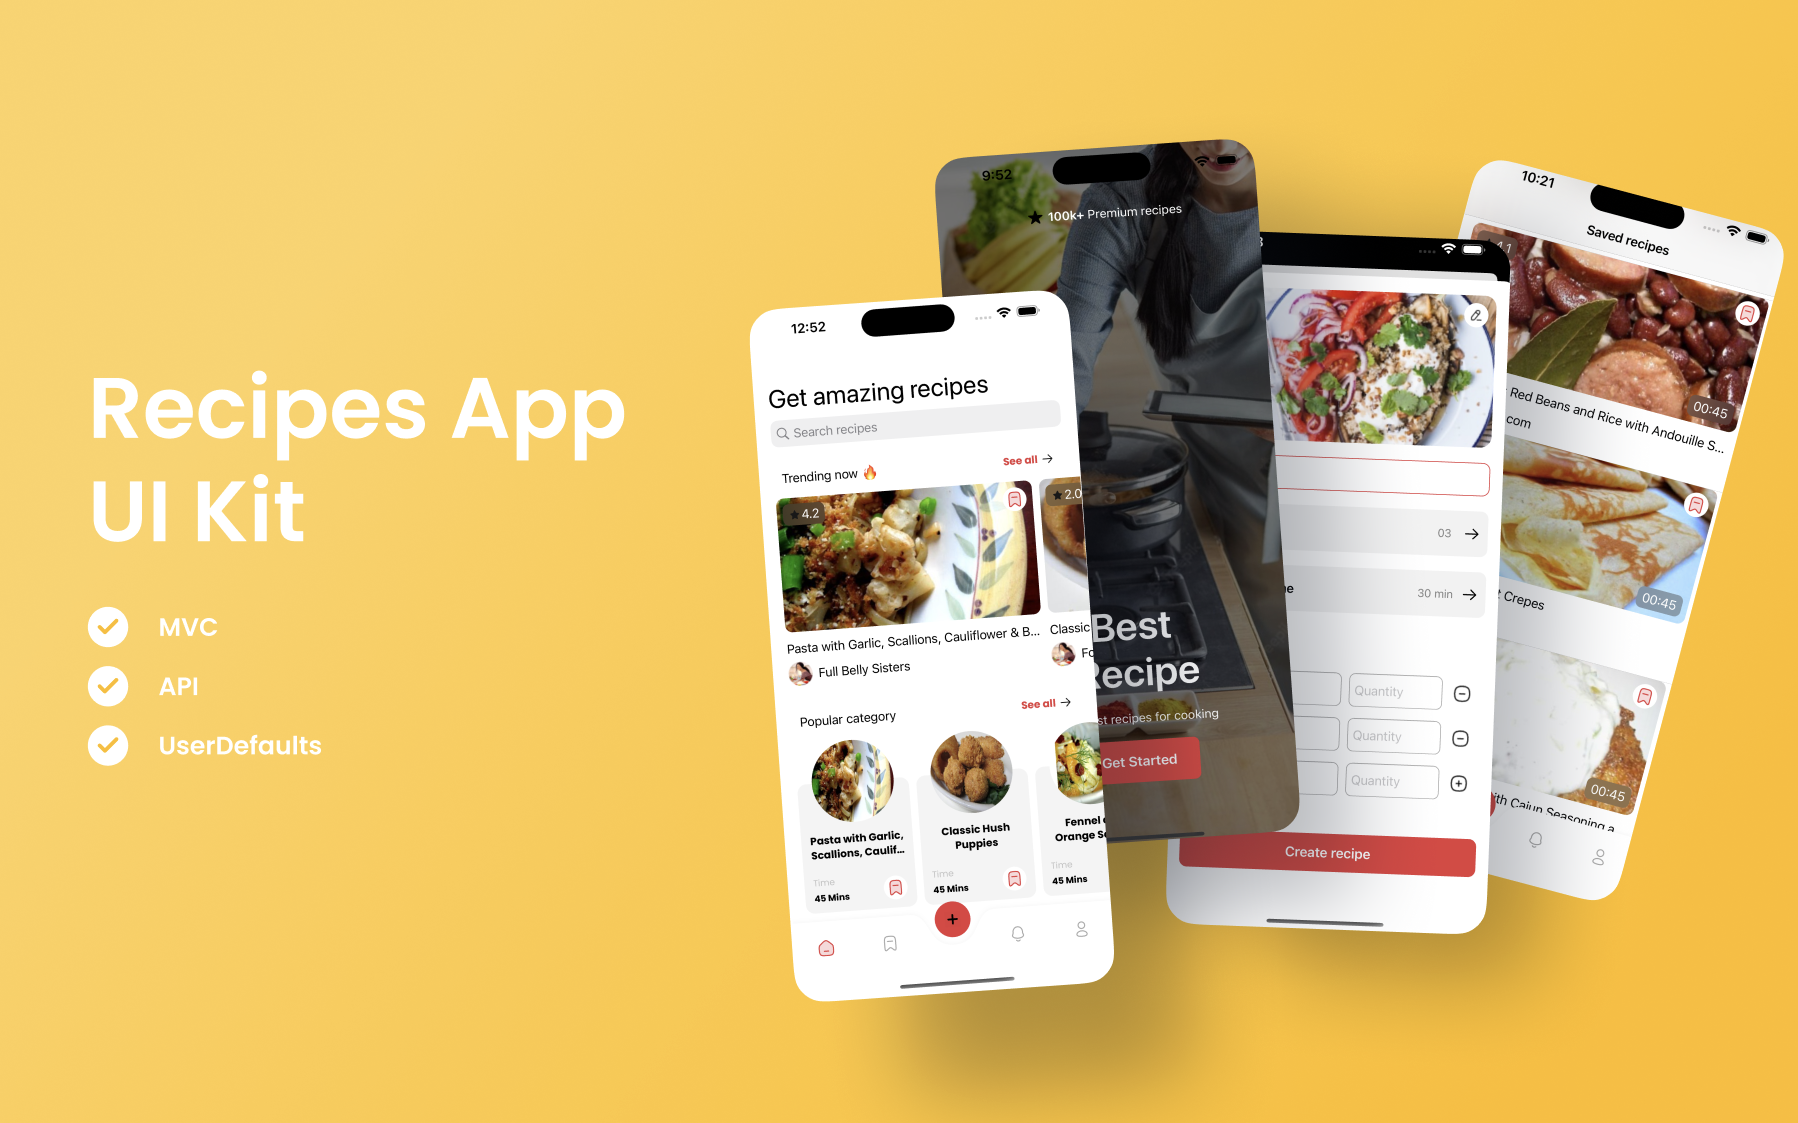 Recipes App
UI Kit
MVC
API
UserDefaults
12:52
Get amazing recipes
Search recipes
Trending now 🔥
See all →
4.2
2.0
Pasta with Garlic, Scallions, Cauliflower & B...
Classic
Full Belly Sisters
Popular category
See all →
Pasta with Garlic,
Scallions, Caulif...
Time
45 Mins
Classic Hush
Puppies
Time
45 Mins
Fennel
Orange
Time
45 Mins
9:52
100k+ Premium recipes
Best
Recipe
recipes for cooking
Get Started
03
30 min
Quantity
Quantity
Quantity
Create recipe
10:21
Saved recipes
4.1
00:45
Red Beans and Rice with Andouille S...
com
00:45
Crepes
00:45
with Cajun Seasoning a